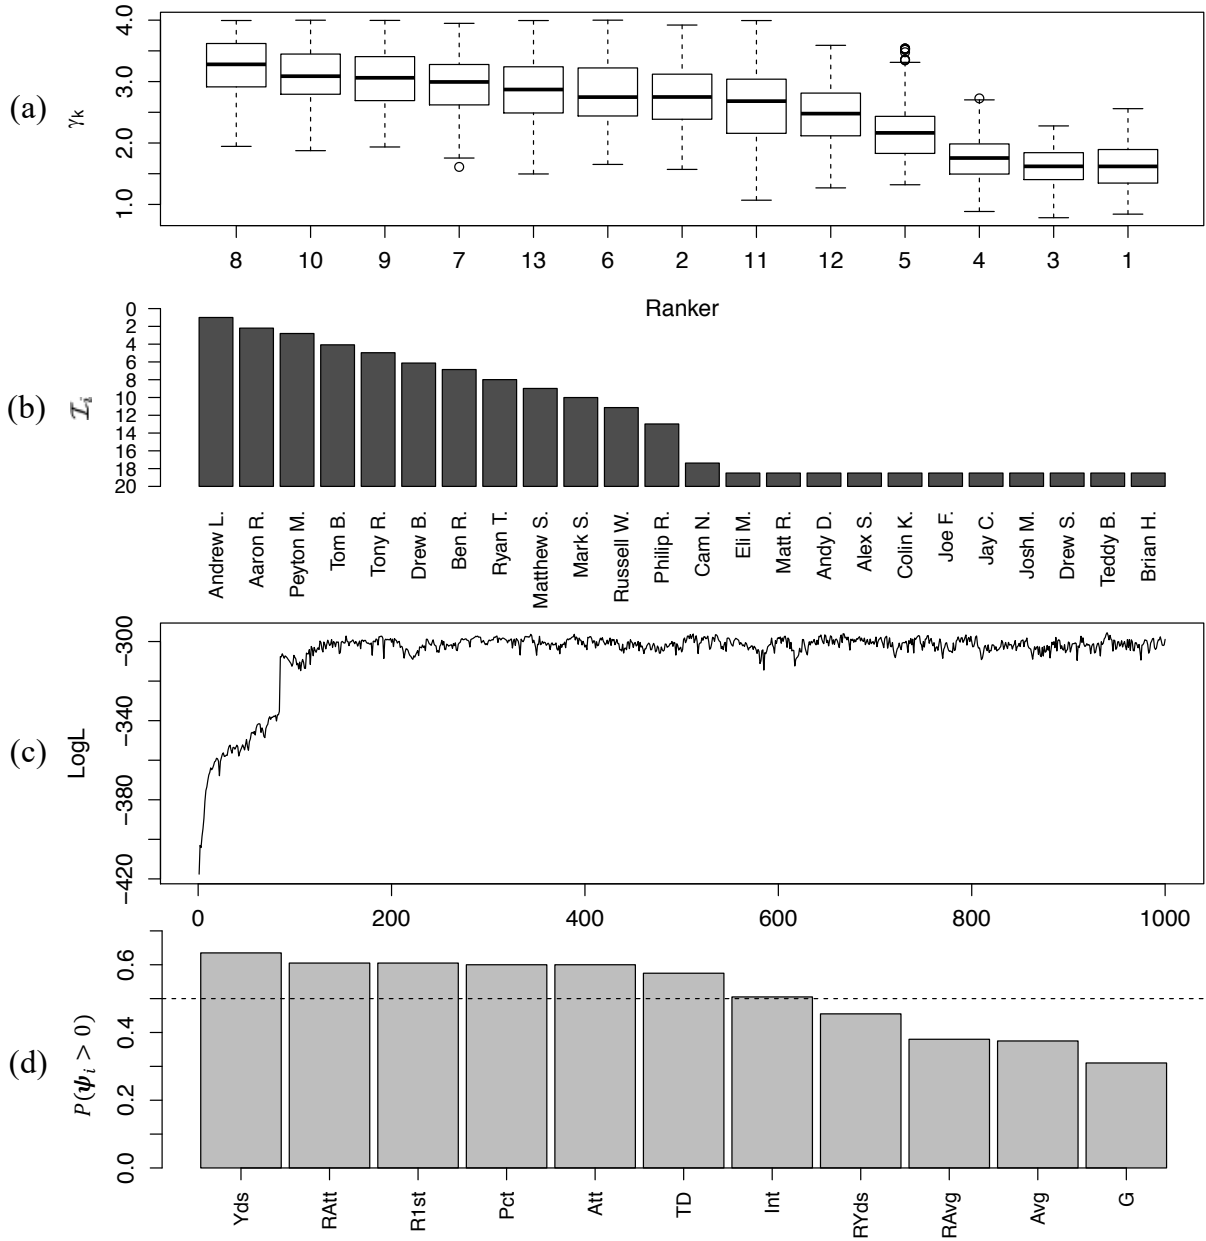 (a)
γk
4.0
3.0
2.0
1.0
8 10 9 7 13 6 2 11 12 5 4 3 1
Ranker
(b)
ℐi
0
2
4
6
8
10
12
14
16
18
20
Andrew L.
Aaron R.
Peyton M.
Tom B.
Tony R.
Drew B.
Ben R.
Ryan T.
Matthew S.
Mark S.
Russell W.
Philip R.
Cam N.
Eli M.
Matt R.
Andy D.
Alex S.
Colin K.
Joe F.
Jay C.
Josh M.
Drew S.
Teddy B.
Brian H.
(c)
LogL
−300
−340
−380
−420
0 200 400 600 800 1000
(d)
P(ψi > 0)
0.6
0.4
0.2
0.0
Yds
RAtt
R1st
Pct
Att
TD
Int
RYds
RAvg
Avg
G